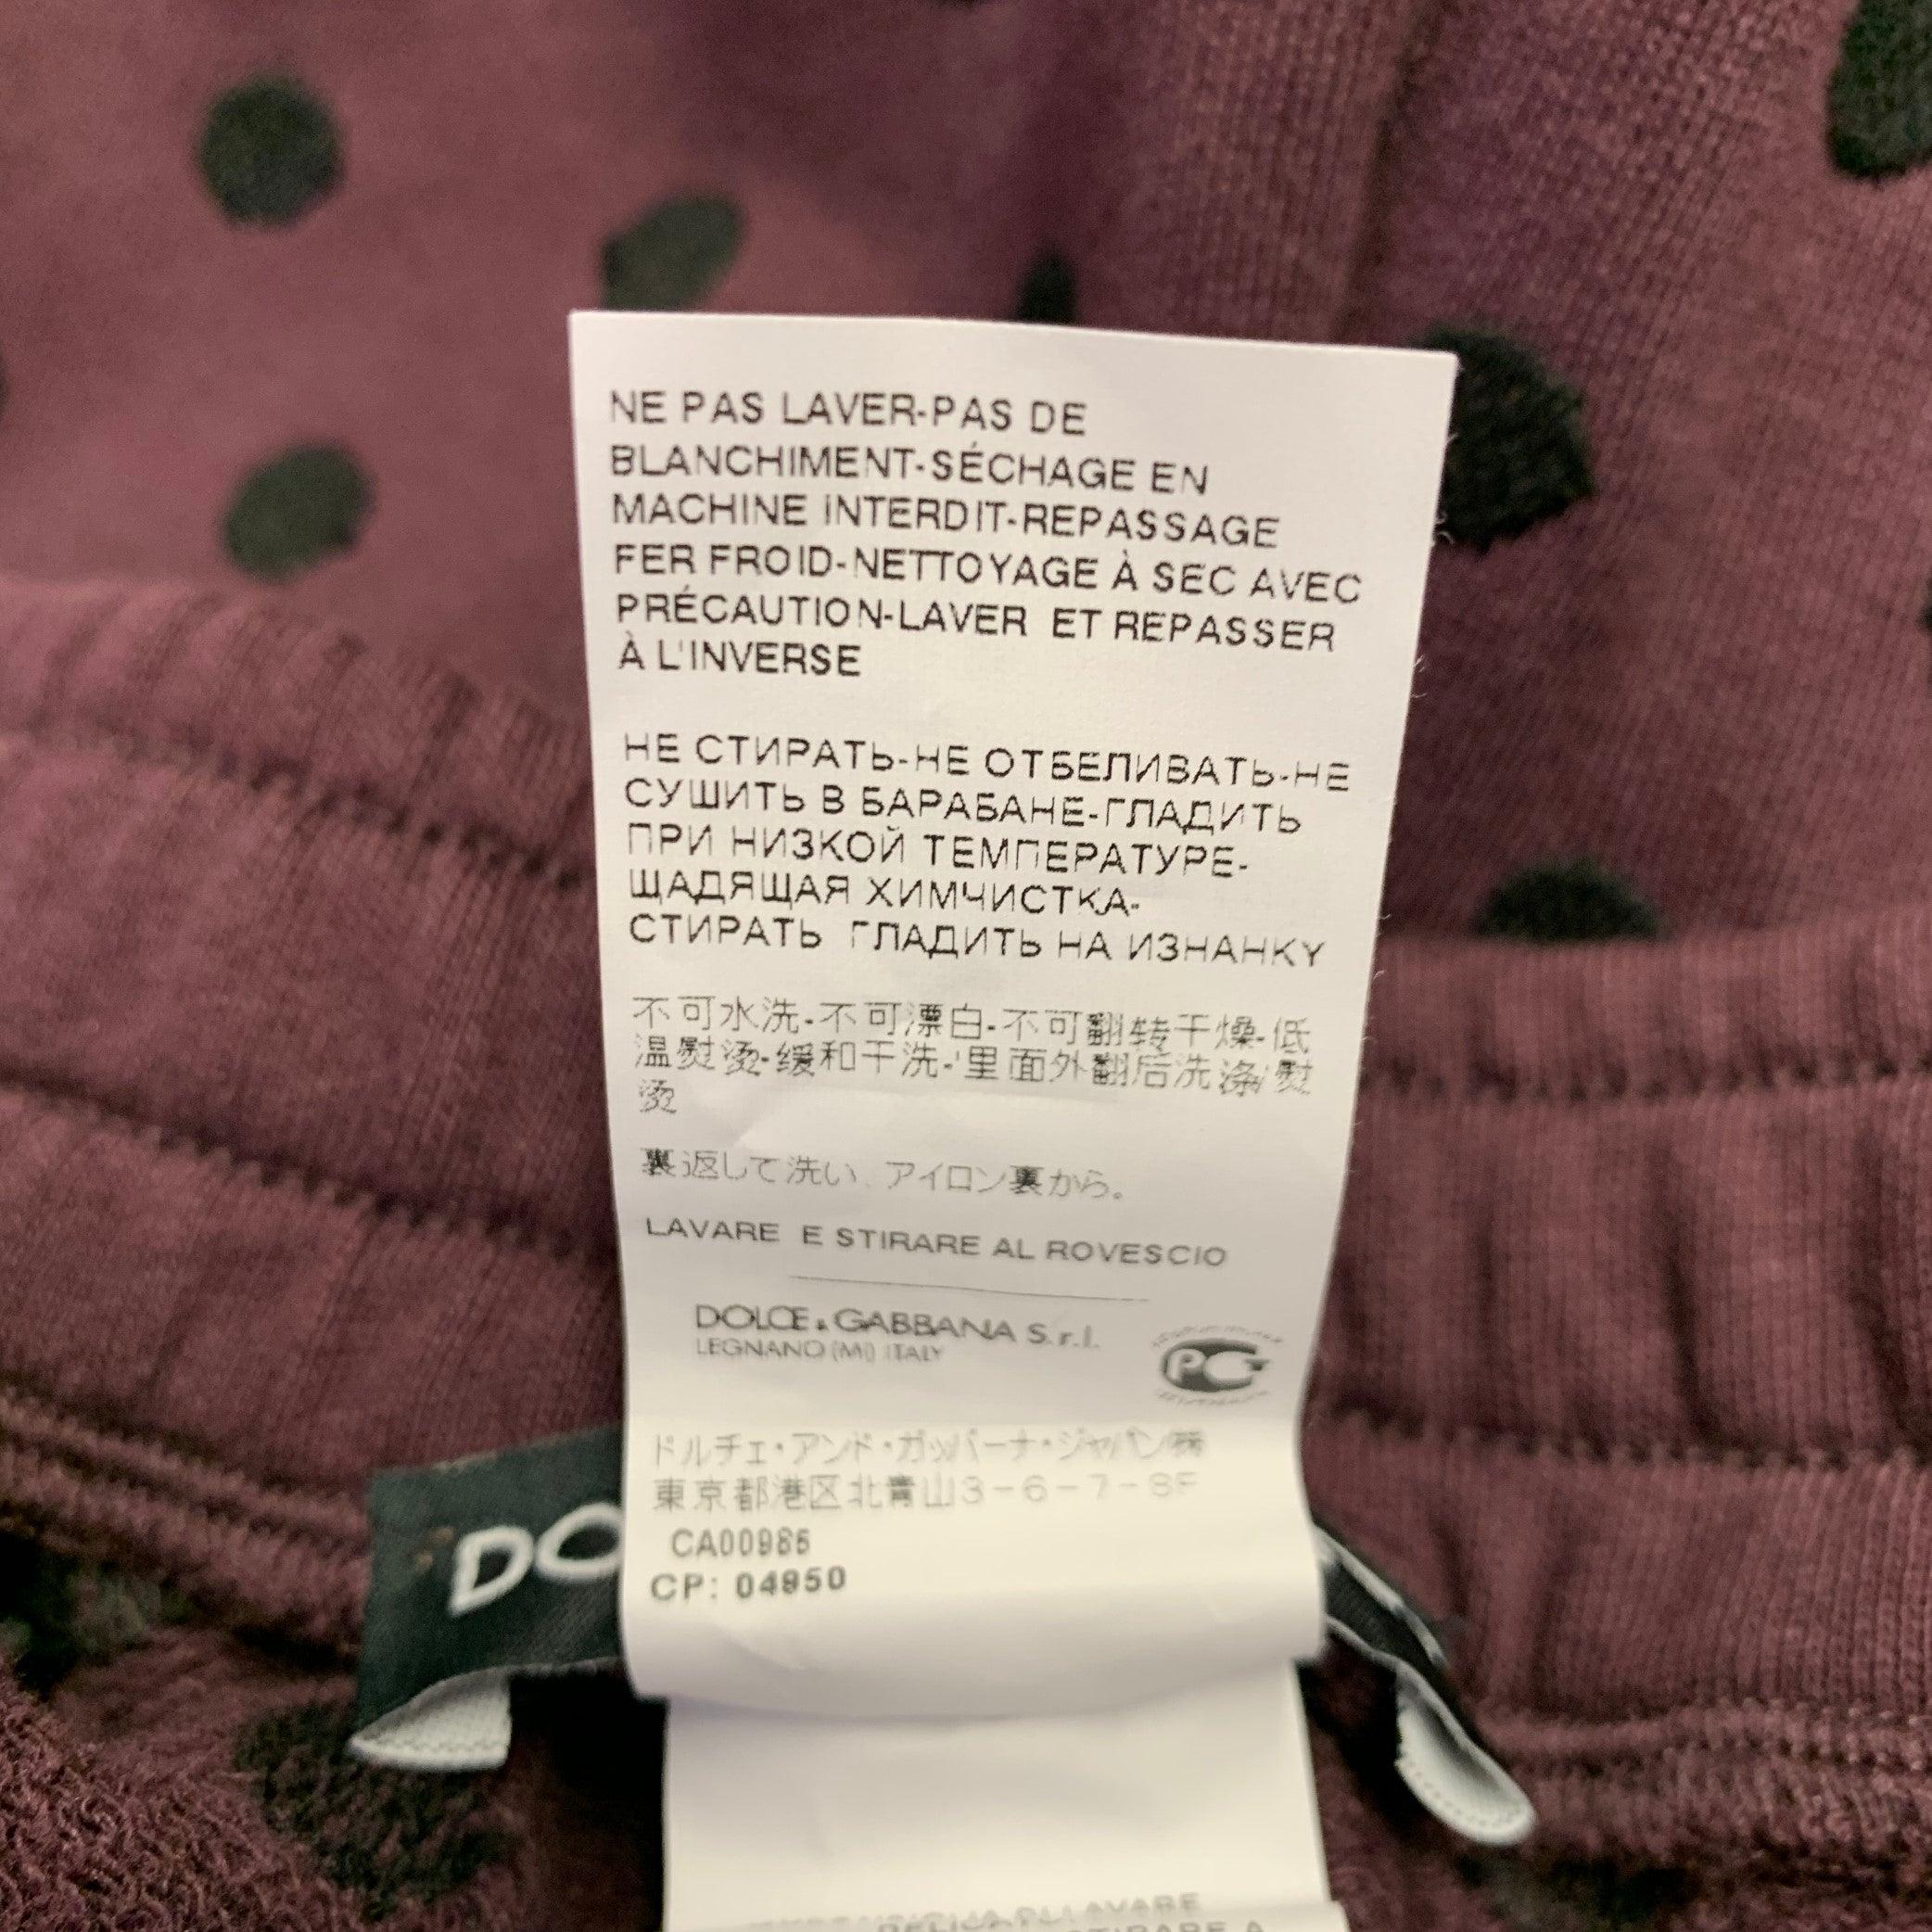 NE PAS LAVER-PAS DE
BLANCHIMENT-SÉCHAGE EN
MACHINE INTERDIT-REPASSAGE
FER FROID-NETTOYAGE À SEC AVEC
PRÉCAUTION-LAVER ET REPASSER
À L'INVERSE
НЕ СТИРАТЬ-НЕ ОТБЕЛИВАТЬ-НЕ
СУШИТЬ В БАРАБАНЕ-ГЛАДИТЬ
ПРИ НИЗКОЙ ТЕМПЕРАТУРЕ-
ЩАДЯЩАЯ ХИМЧИСТКА-
СТИРАТЬ ГЛАДИТЬ НА ИЗНАНКУ
不可水洗-不可漂白-不可翻转干燥-低
温熨烫-缓和干洗-'里面外翻后洗涤/熨
烫
裏返して洗い、アイロン裏から。
LAVARE E STIRARE AL ROVESCIO
DOLCE & GABBANA S.r.l.
LEGNANO (MI) ITALY
PG
ドルチェ・アンド・ガッバーナ・ジャパン㈱
東京都港区北青山3-6-7-8F
CA00986
CP: 04950
DO
LAVARE
STIRARE A